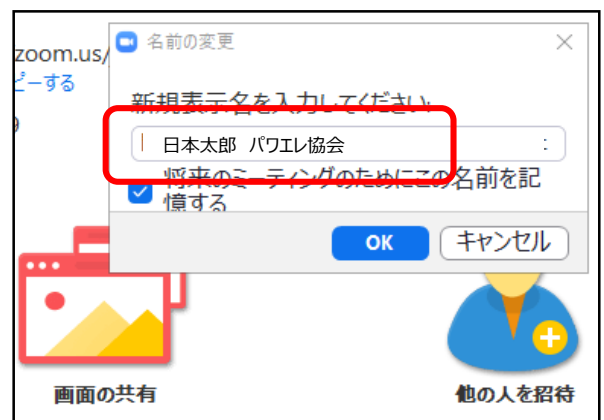 zoom.us/
名前の変更
ピーする
9
新規表示名を入力してください:
日本太郎 パワエレ協会
:
将来のミーティングのためにこの名前を記
憶する
OK
キャンセル
画面の共有
他の人を招待